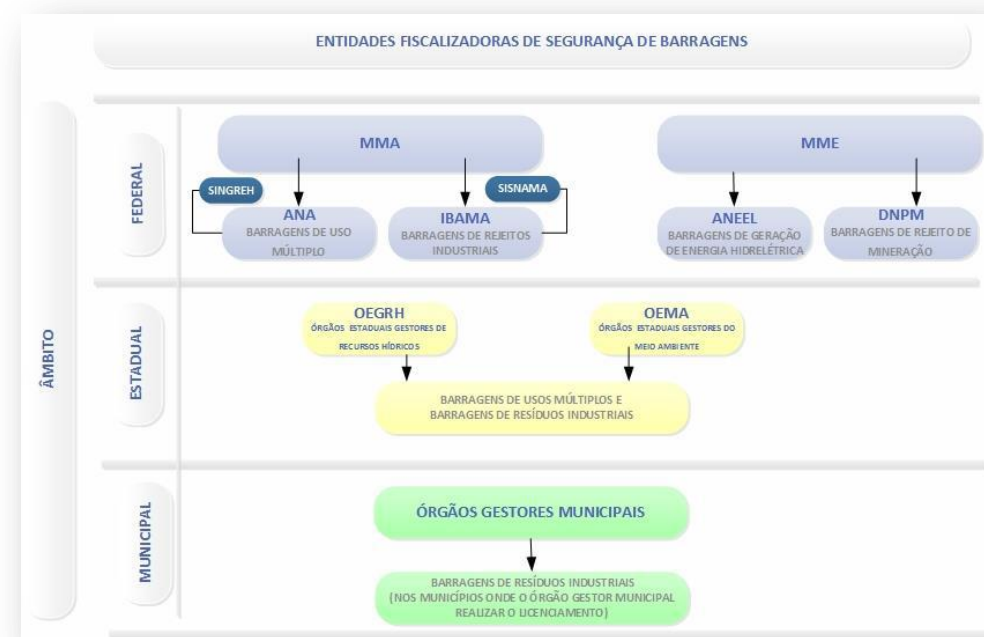 ENTIDADES FISCALIZADORAS DE SEGURANÇA DE BARRAGENS
ÂMBITO
FEDERAL
MMA
MME
SINGREH
SISNAMA
ANA
BARRAGENS DE USO
MÚLTIPLO
IBAMA
BARRAGENS DE REJEITOS
INDUSTRIAIS
ANEEL
BARRAGENS DE GERAÇÃO
DE ENERGIA HIDRELÉTRICA
DNPM
BARRAGENS DE REJEITO DE
MINERAÇÃO
ESTADUAL
OEGRH
ÓRGÃOS ESTADUAIS GESTORES DE
RECURSOS HÍDRICOS
OEMA
ÓRGÃOS ESTADUAIS GESTORES DO
MEIO AMBIENTE
BARRAGENS DE USOS MÚLTIPLOS E
BARRAGENS DE RESÍDUOS INDUSTRIAIS
MUNICIPAL
ÓRGÃOS GESTORES MUNICIPAIS
BARRAGENS DE RESÍDUOS INDUSTRIAIS
(NOS MUNICÍPIOS ONDE O ÓRGÃO GESTOR MUNICIPAL
REALIZAR O LICENCIAMENTO)